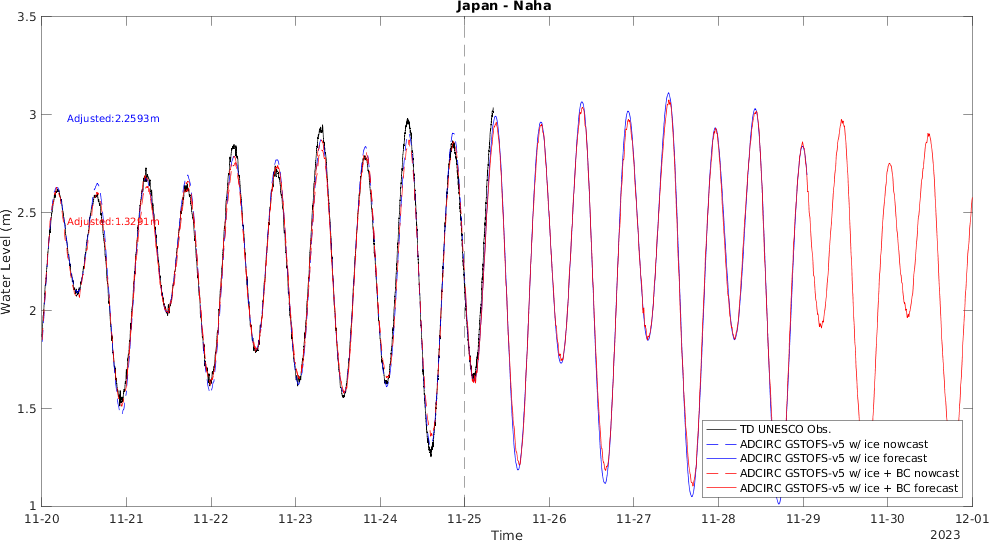 Japan - Naha
3.5
3
2.5
2
1.5
1
Water Level (m)
Adjusted:2.2593m
Adjusted:1.3291m
TD UNESCO Obs.
ADCIRC GSTOFS-v5 w/ ice nowcast
ADCIRC GSTOFS-v5 w/ ice forecast
ADCIRC GSTOFS-v5 w/ ice + BC nowcast
ADCIRC GSTOFS-v5 w/ ice + BC forecast
11-20 11-21 11-22 11-23 11-24 11-25 11-26 11-27 11-28 11-29 11-30 12-01
Time
2023